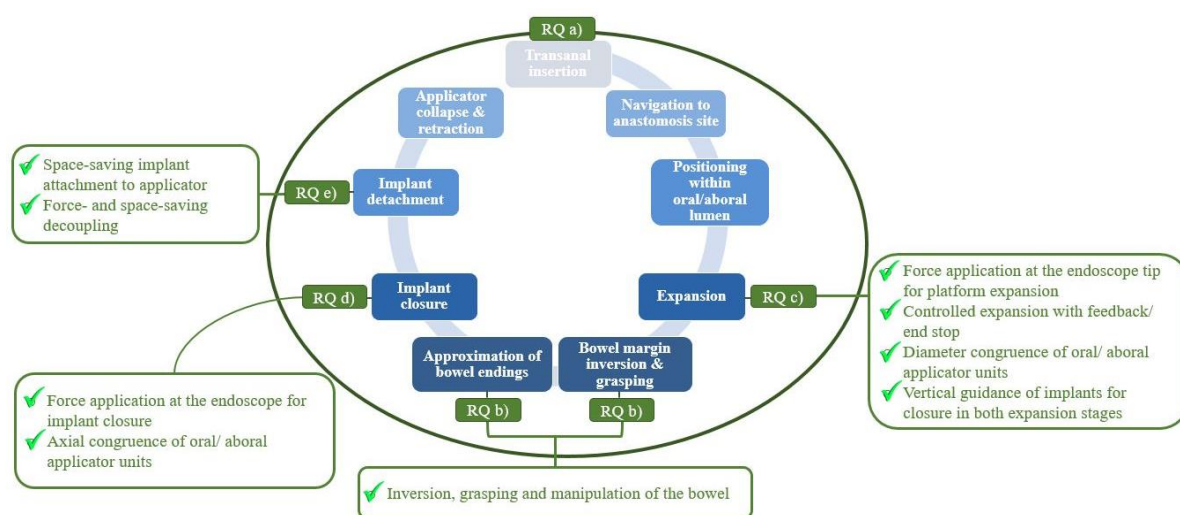 RQ a)
Transanal
insertion
Navigation to
anastomosis site
Positioning
within
oral/aboral
lumen
Expansion
RQ c)
Force application at the endoscope tip
for platform expansion
Controlled expansion with feedback/
end stop
Diameter congruence of oral/ aboral
applicator units
Vertical guidance of implants for
closure in both expansion stages
Bowel margin
inversion &
grasping
RQ b)
Approximation of
bowel endings
RQ b)
Inversion, grasping and manipulation of the bowel
Implant
closure
RQ d)
Force application at the endoscope for
implant closure
Axial congruence of oral/ aboral
applicator units
Implant
detachment
RQ e)
Space-saving implant
attachment to applicator
Force- and space-saving
decoupling
Applicator
collapse &
retraction